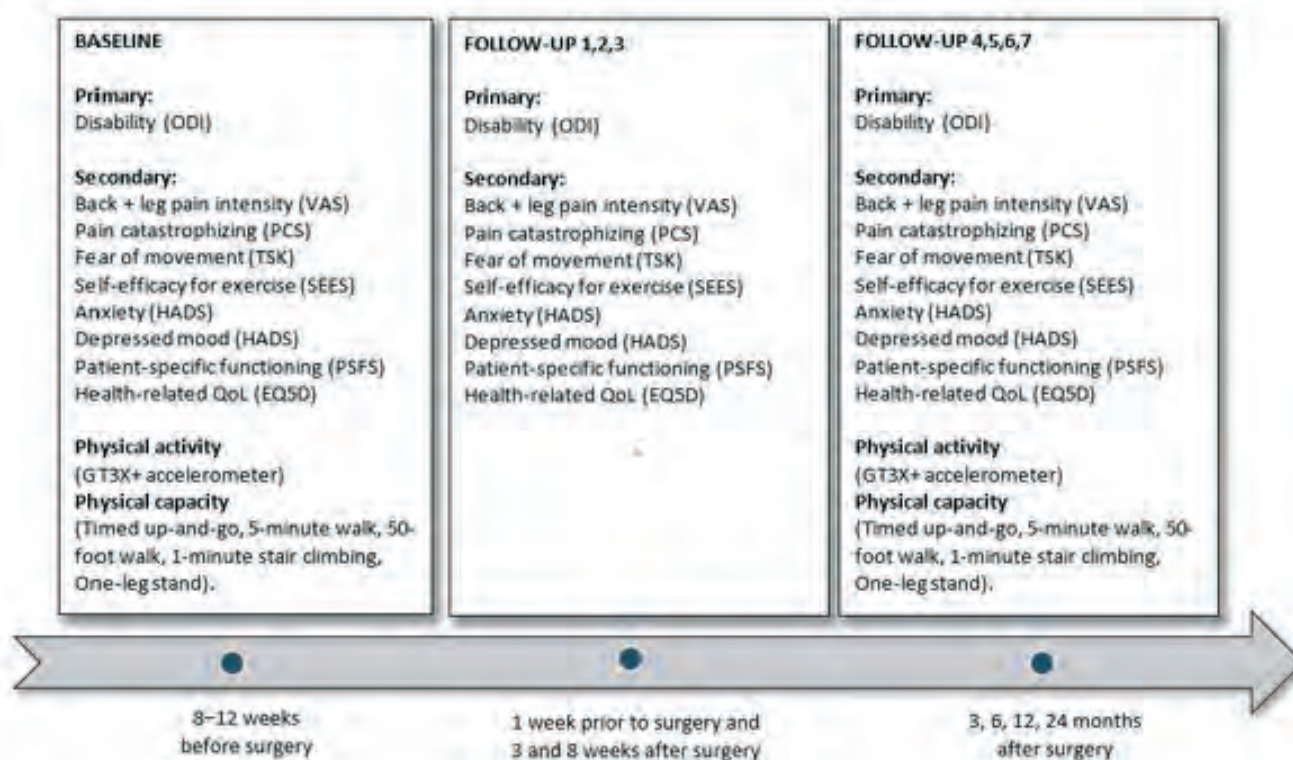 BASELINE
Primary:
Disability (ODI)
Secondary:
Back + leg pain intensity (VAS)
Pain catastrophizing (PCS)
Fear of movement (TSK)
Self-efficacy for exercise (SEES)
Anxiety (HADS)
Depressed mood (HADS)
Patient-specific functioning (PSFS)
Health-related QoL (EQ5D)
Physical activity
(GT3X+ accelerometer)
Physical capacity
(Timed up-and-go, 5-minute walk, 50-
foot walk, 1-minute stair climbing,
One-leg stand).
FOLLOW-UP 1,2,3
Primary:
Disability (ODI)
Secondary:
Back + leg pain intensity (VAS)
Pain catastrophizing (PCS)
Fear of movement (TSK)
Self-efficacy for exercise (SEES)
Anxiety (HADS)
Depressed mood (HADS)
Patient-specific functioning (PSFS)
Health-related QoL (EQ5D)
FOLLOW-UP 4,5,6,7
Primary:
Disability (ODI)
Secondary:
Back + leg pain intensity (VAS)
Pain catastrophizing (PCS)
Fear of movement (TSK)
Self-efficacy for exercise (SEES)
Anxiety (HADS)
Depressed mood (HADS)
Patient-specific functioning (PSFS)
Health-related QoL (EQ5D)
Physical activity
(GT3X+ accelerometer)
Physical capacity
(Timed up-and-go, 5-minute walk, 50-
foot walk, 1-minute stair climbing,
One-leg stand).
8–12 weeks
before surgery
1 week prior to surgery and
3 and 8 weeks after surgery
3, 6, 12, 24 months
after surgery